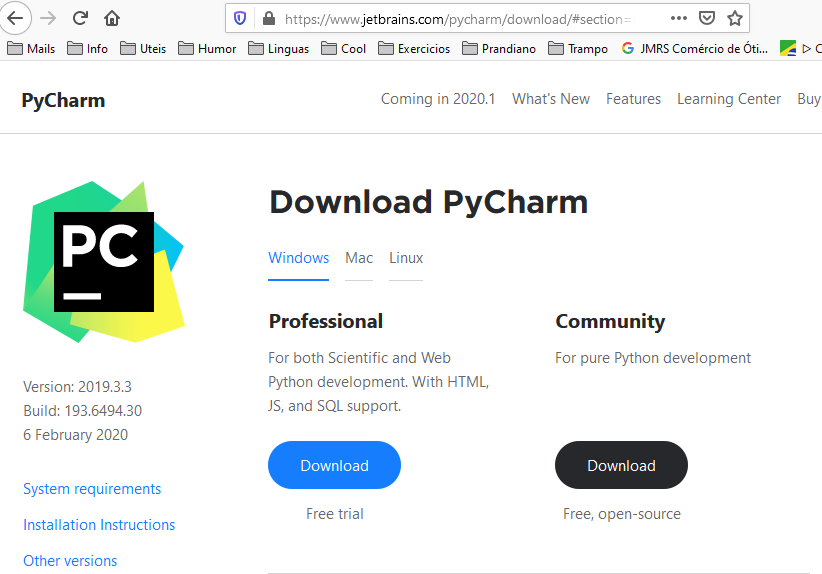 https://www.jetbrains.com/pycharm/download/#section=
Mails Info Uteis Humor Linguas Cool Exercicios Prandiano Trampo JMRS Comércio de Óti... C
PyCharm
Coming in 2020.1 What's New Features Learning Center Buy
PC
Download PyCharm
Windows Mac Linux
Professional
For both Scientific and Web
Python development. With HTML,
JS, and SQL support.
Download
Free trial
Community
For pure Python development
Download
Free, open-source
Version: 2019.3.3
Build: 193.6494.30
6 February 2020
System requirements
Installation Instructions
Other versions